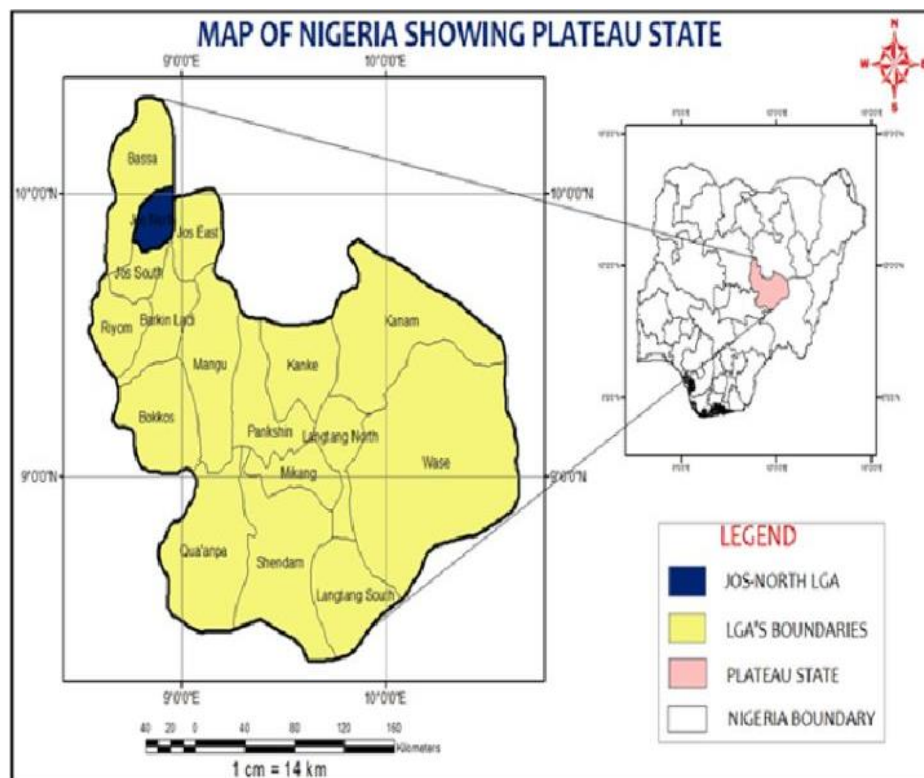 MAP OF NIGERIA SHOWING PLATEAU STATE
N
W
S
9°0'0"E
10°0'0"E
10°0'0"N
10°0'0"N
9°0'0"N
9°0'0"N
Bassa
Jos East
Jos South
Riyom
Barkin Ladi
Mangu
Kanke
Kanam
Bokkos
Pankshin
Langtang North
Wase
Mikang
Qua'anpa
Shendam
Langtang South
9°0'0"E
10°0'0"E
40 20 0 40 80 120 160
Kilometers
1 cm = 14 km
LEGEND
JOS-NORTH LGA
LGA'S BOUNDARIES
PLATEAU STATE
NIGERIA BOUNDARY